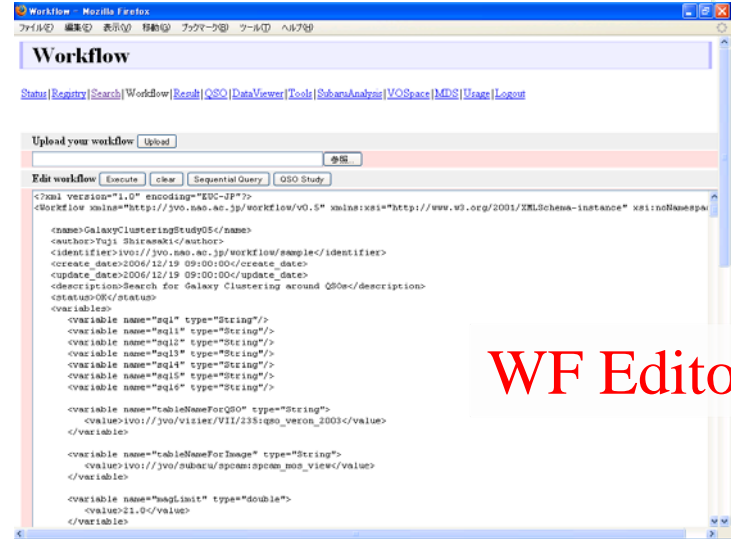 Workflow - Mozilla Firefox
ファイル(F) 編集(E) 表示(V) 移動(G) ブックマーク(B) ツール(T) ヘルプ(H)
Workflow
Status|Registry|Search|Workflow|Result|QSO|DataViewer|Tools|SubaruAnalysis|VOSpace|MDS|Usage|Logout
Upload your workflow Upload
参照...
Edit workflow Execute clear Sequential Query QSO Study
<?xml version="1.0" encoding="EUC-JP"?>
<Workflow xmlns="http://jvo.nao.ac.jp/workflow/v0.5" xmlns:xsi="http://www.w3.org/2001/XMLSchema-instance" xsi:noNamespac
<name>GalaxyClusteringStudy05</name>
<author>Yuji Shirasaki</author>
<identifier>ivo://jvo.nao.ac.jp/workflow/sample</identifier>
<create_date>2006/12/19 09:00:00</create_date>
<update_date>2006/12/19 09:00:00</update_date>
<description>Search for Galaxy Clustering around QSOs</description>
<status>OK</status>
<variables>
<variable name="sql" type="String"/>
<variable name="sql1" type="String"/>
<variable name="sql2" type="String"/>
<variable name="sql3" type="String"/>
<variable name="sql4" type="String"/>
<variable name="sql5" type="String"/>
<variable name="sql6" type="String"/>
<variable name="tableNameForQSO" type="String">
<value>ivo://jvo/vizier/VII/235:qso_veron_2003</value>
</variable>
<variable name="tableNameForImage" type="String">
<value>ivo://jvo/subaru/spcam:spcam_mos_view</value>
</variable>
<variable name="magLimit" type="double">
<value>21.0</value>
</variable>
WF Edito